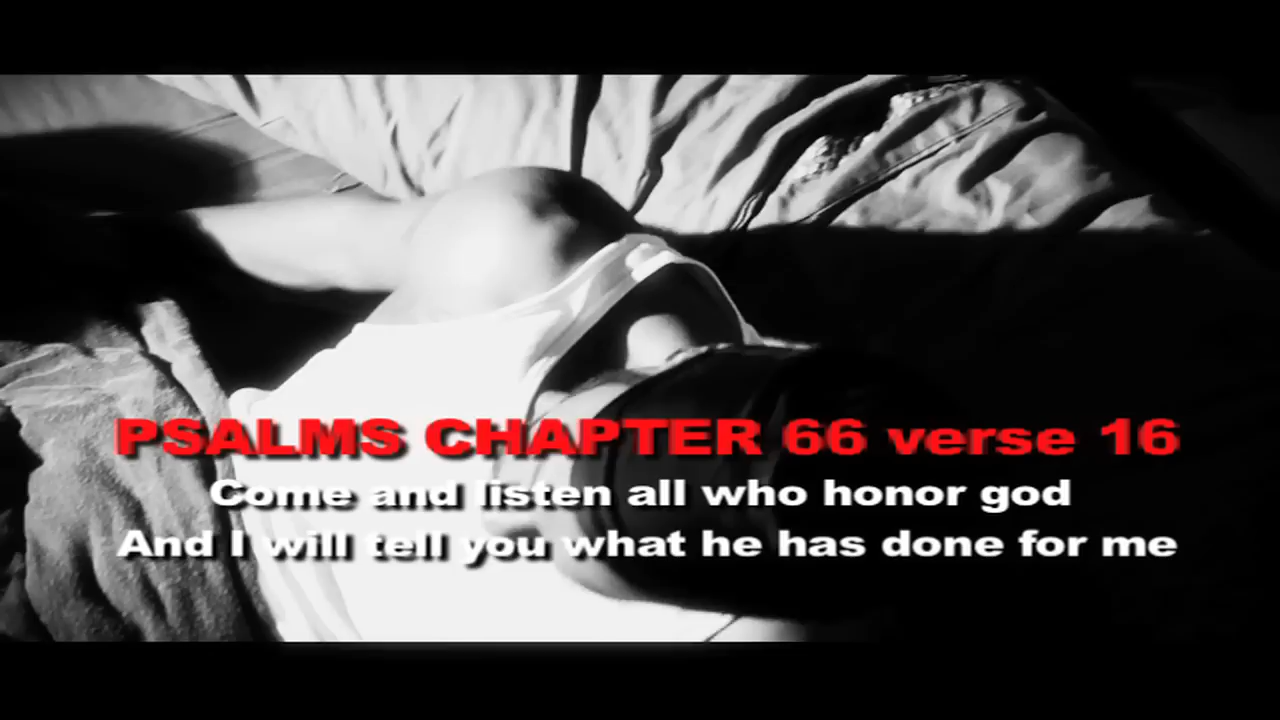 PSALMS CHAPTER 66 verse 16
Come and listen all who honor god
And I will tell you what he has done for me